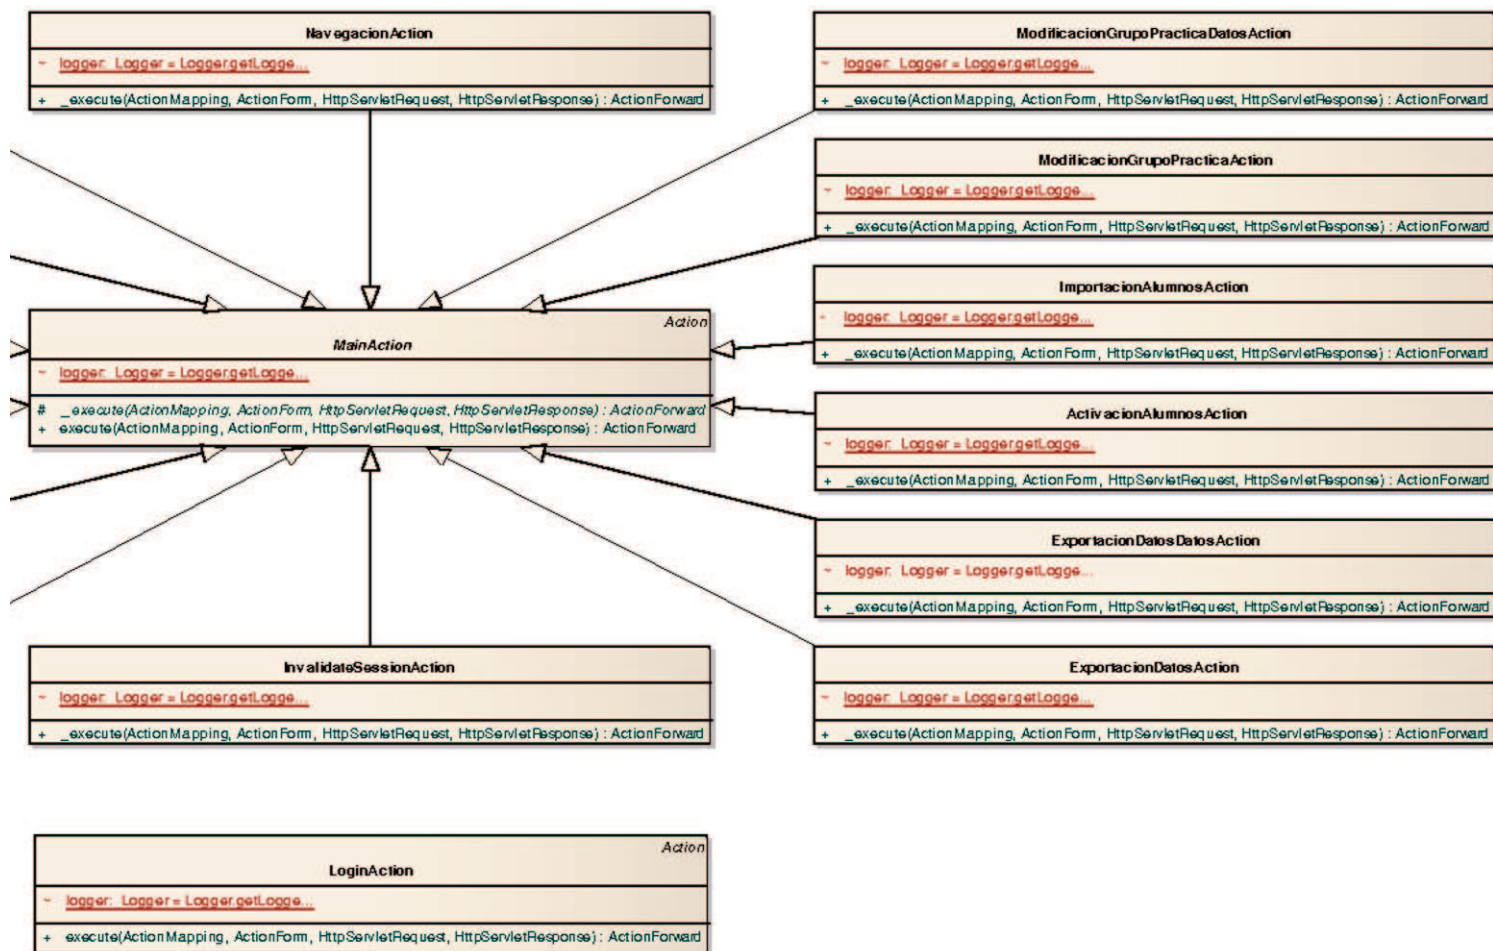 NavegacionAction
~ logger: Logger = Logger.getLogge...
+ _execute(ActionMapping, ActionForm, HttpServletRequest, HttpServletResponse) : ActionForward
ModificacionGrupoPracticaDatosAction
~ logger: Logger = Logger.getLogge...
+ _execute(ActionMapping, ActionForm, HttpServletRequest, HttpServletResponse) : ActionForward
ModificacionGrupoPracticaAction
~ logger: Logger = Logger.getLogge...
+ _execute(ActionMapping, ActionForm, HttpServletRequest, HttpServletResponse) : ActionForward
ImportacionAlumnosAction
~ logger: Logger = Logger.getLogge...
+ _execute(ActionMapping, ActionForm, HttpServletRequest, HttpServletResponse) : ActionForward
Action
MainAction
~ logger: Logger = Logger.getLogge...
# _execute(ActionMapping, ActionForm, HttpServletRequest, HttpServletResponse) : ActionForward
+ execute(ActionMapping, ActionForm, HttpServletRequest, HttpServletResponse) : ActionForward
ActivacionAlumnosAction
~ logger: Logger = Logger.getLogge...
+ _execute(ActionMapping, ActionForm, HttpServletRequest, HttpServletResponse) : ActionForward
ExportacionDatosDatosAction
~ logger: Logger = Logger.getLogge...
+ _execute(ActionMapping, ActionForm, HttpServletRequest, HttpServletResponse) : ActionForward
InvalidateSessionAction
~ logger: Logger = Logger.getLogge...
+ _execute(ActionMapping, ActionForm, HttpServletRequest, HttpServletResponse) : ActionForward
ExportacionDatosAction
~ logger: Logger = Logger.getLogge...
+ _execute(ActionMapping, ActionForm, HttpServletRequest, HttpServletResponse) : ActionForward
Action
LoginAction
~ logger: Logger = Logger.getLogge...
+ execute(ActionMapping, ActionForm, HttpServletRequest, HttpServletResponse) : ActionForward